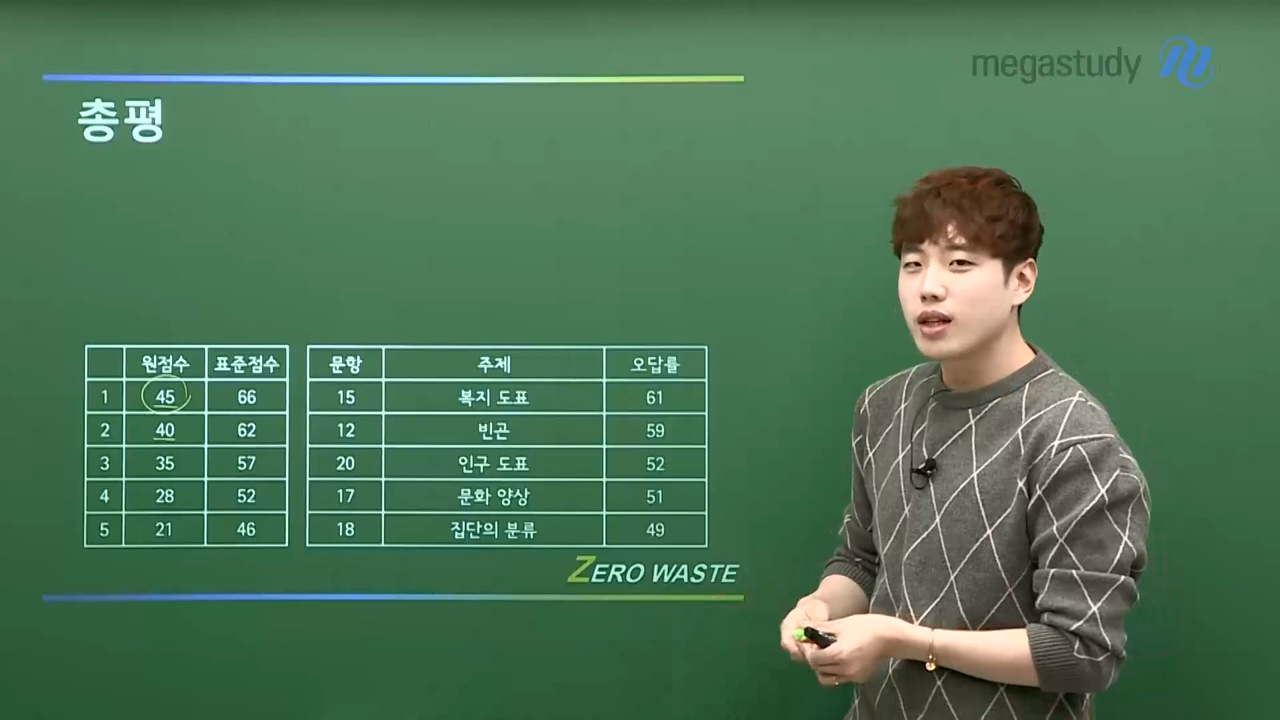 megastudy
총평
원점수 표준점수
1 45 66
2 40 62
3 35 57
4 28 52
5 21 46
문항 주제 오답률
15 복지 도표 61
12 빈곤 59
20 인구 도표 52
17 문화 양상 51
18 집단의 분류 49
ZERO WASTE